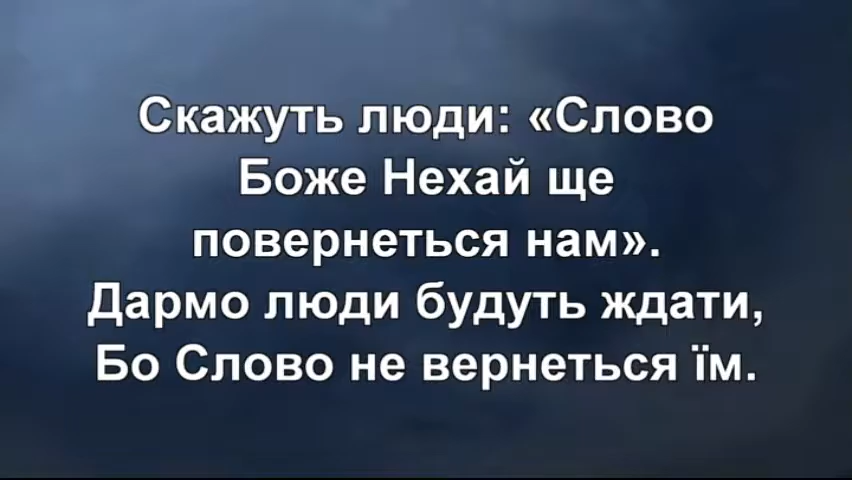 Скажуть люди: «Слово
Боже Нехай ще
повернеться нам».
Дармо люди будуть ждати,
Бо Слово не вернеться їм.